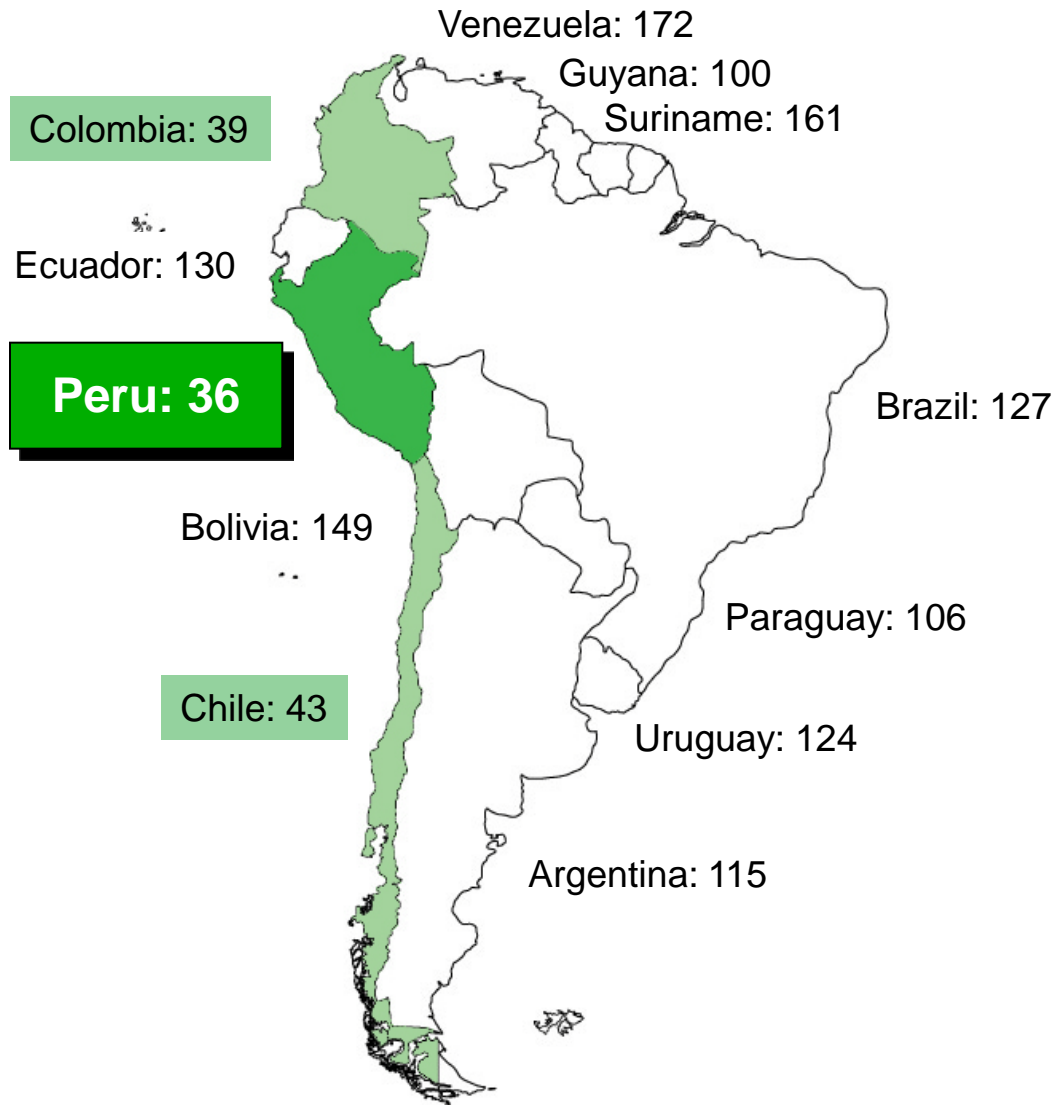 Venezuela: 172
Guyana: 100
Suriname: 161
Colombia: 39
Ecuador: 130
Peru: 36
Brazil: 127
Bolivia: 149
Paraguay: 106
Chile: 43
Uruguay: 124
Argentina: 115